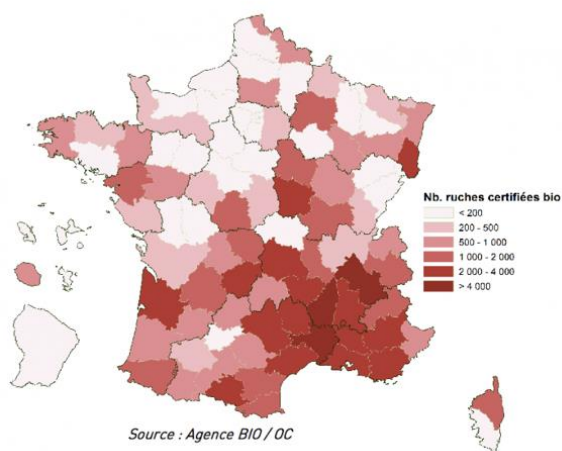 Nb. ruches certifiées bio
< 200
200 - 500
500 - 1 000
1 000 - 2 000
2 000 - 4 000
> 4 000
Source : Agence BIO / OC